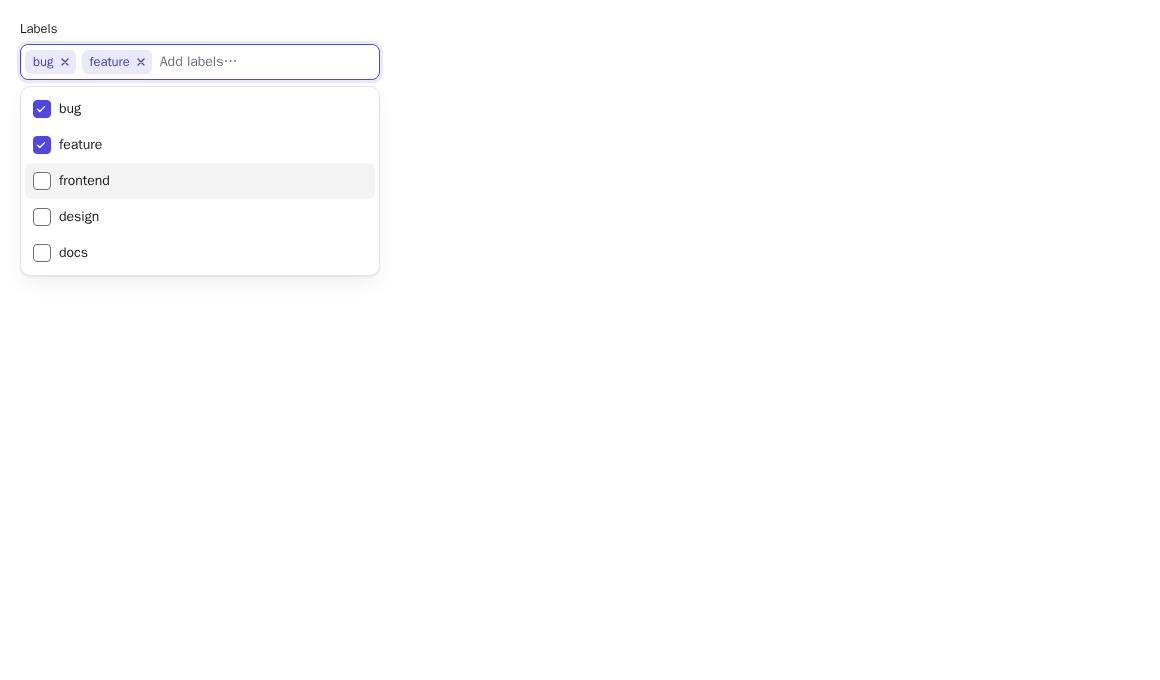 Labels
bug feature Add labels…
bug
feature
frontend
design
docs